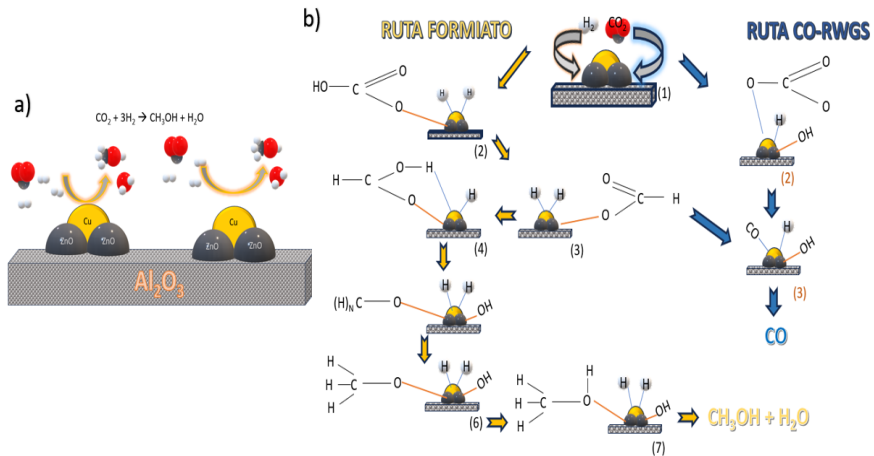 a)
CO2 + 3H2 → CH3OH + H2O
Cu
ZnO
ZnO
Cu
ZnO
ZnO
Al2O3
b)
RUTA FORMIATO
H2
CO2
RUTA CO-RWGS
(1)
HO
C
O
O
H
H
(2)
O
C
O
H
OH
(2)
H
C
O
H
O
H
(4)
H
H
O
C
O
H
(3)
CO
H
OH
(3)
CO
(H)N
C
O
H
H
OH
H
H
C
O
H
H
H
OH
(6)
H
H
H
C
O
H
H
H
OH
(7)
CH3OH + H2O